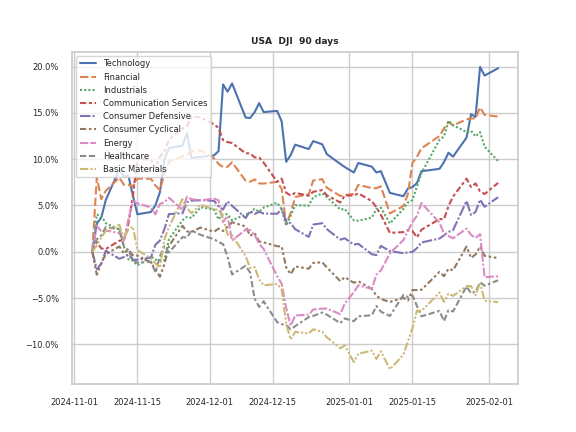 USA  DJI  90 days
20.0%
15.0%
10.0%
5.0%
0.0%
−5.0%
−10.0%
Technology
Financial
Industrials
Communication Services
Consumer Defensive
Consumer Cyclical
Energy
Healthcare
Basic Materials
2024-11-01
2024-11-15
2024-12-01
2024-12-15
2025-01-01
2025-01-15
2025-02-01